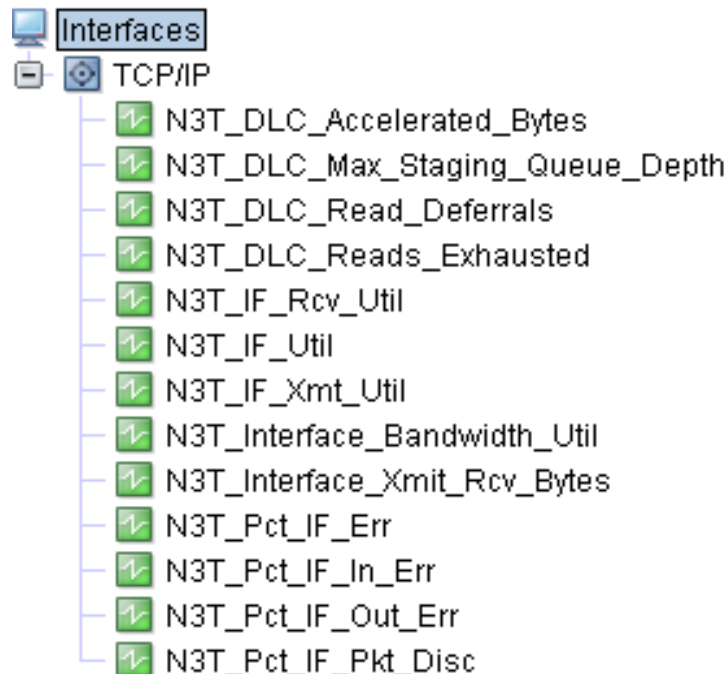 Interfaces
TCP/IP
N3T_DLC_Accelerated_Bytes
N3T_DLC_Max_Staging_Queue_Depth
N3T_DLC_Read_Deferrals
N3T_DLC_Reads_Exhausted
N3T_IF_Rcv_Util
N3T_IF_Util
N3T_IF_Xmt_Util
N3T_Interface_Bandwidth_Util
N3T_Interface_Xmit_Rcv_Bytes
N3T_Pct_IF_Err
N3T_Pct_IF_In_Err
N3T_Pct_IF_Out_Err
N3T_Pct_IF_Pkt_Disc